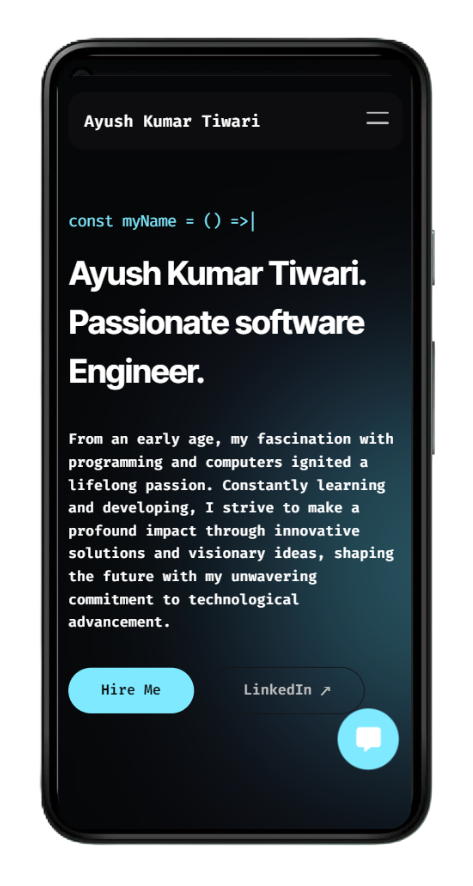 Ayush Kumar Tiwari
const myName = () =>|
Ayush Kumar Tiwari.
Passionate software
Engineer.
From an early age, my fascination with
programming and computers ignited a
lifelong passion. Constantly learning
and developing, I strive to make a
profound impact through innovative
solutions and visionary ideas, shaping
the future with my unwavering
commitment to technological
advancement.
Hire Me
LinkedIn ↗